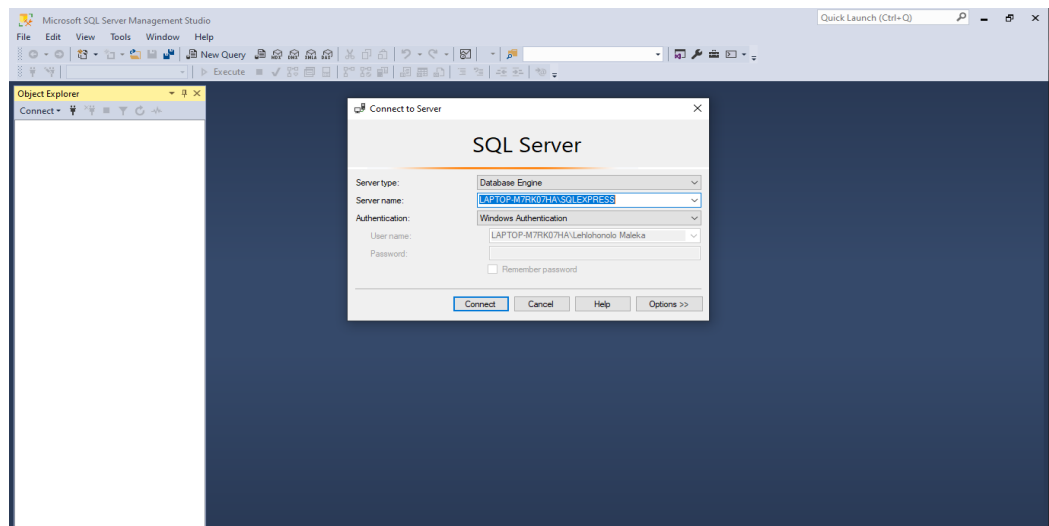 Microsoft SQL Server Management Studio
Quick Launch (Ctrl+Q)
File Edit View Tools Window Help
New Query
Execute
Object Explorer
Connect
Connect to Server
SQL Server
Server type: Database Engine
Server name: LAPTOP-M7RK07HA\SQLEXPRESS
Authentication: Windows Authentication
User name: LAPTOP-M7RK07HA\Lehlohonolo Maleka
Password:
Remember password
Connect Cancel Help Options >>